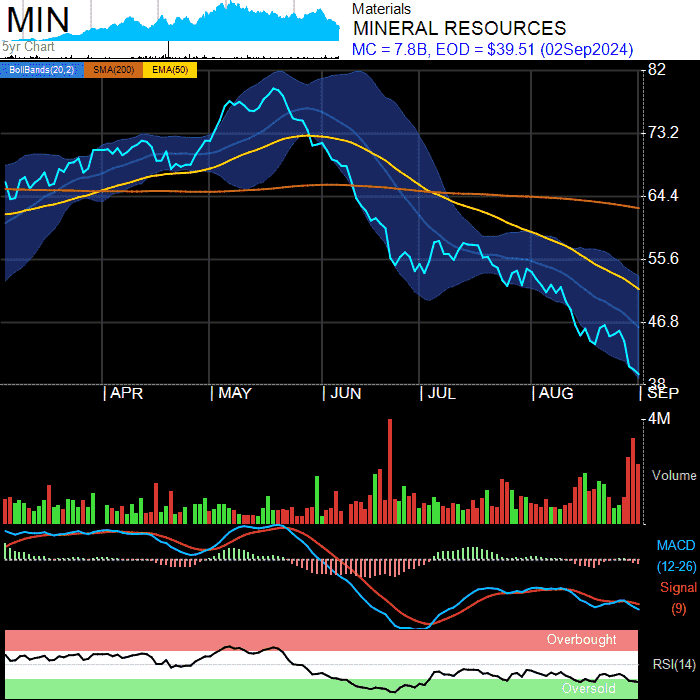 MIN
5yr Chart
Materials
MINERAL RESOURCES
MC = 7.8B, EOD = $39.51 (02Sep2024)
BollBands(20,2) SMA(200) EMA(50)
82
73.2
64.4
55.6
46.8
38
APR MAY JUN JUL AUG SEP
4M
Volume
MACD
(12-26)
Signal
(9)
Overbought
RSI(14)
Oversold